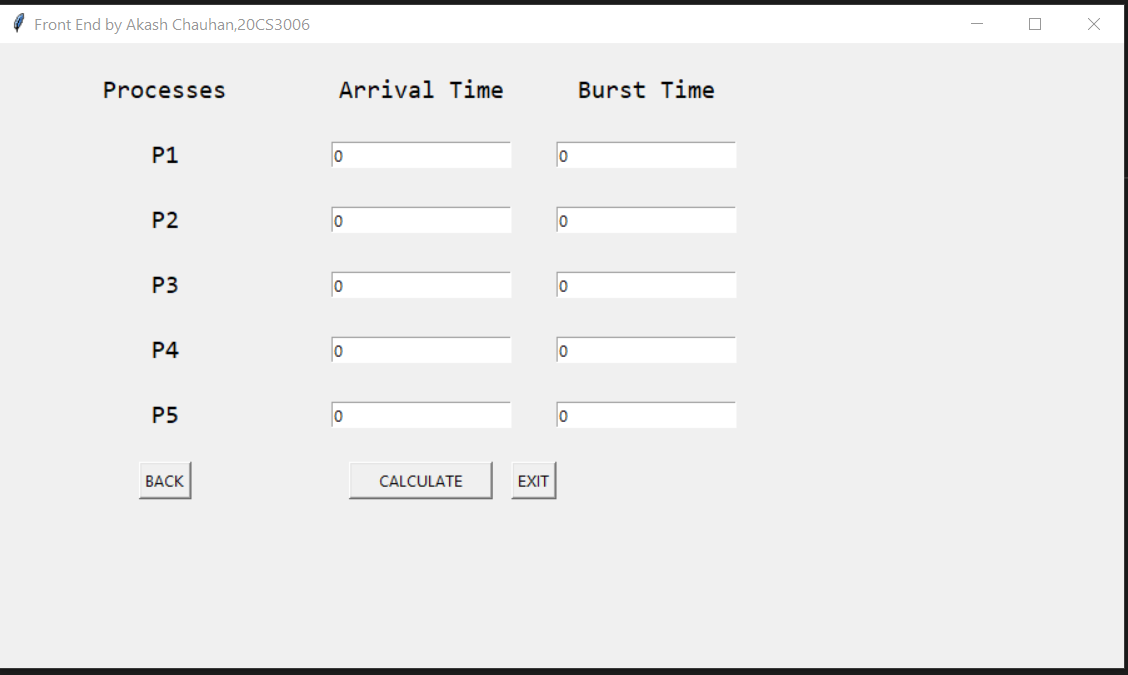 Front End by Akash Chauhan,20CS3006
Processes Arrival Time Burst Time
P1 0 0
P2 0 0
P3 0 0
P4 0 0
P5 0 0
BACK CALCULATE EXIT